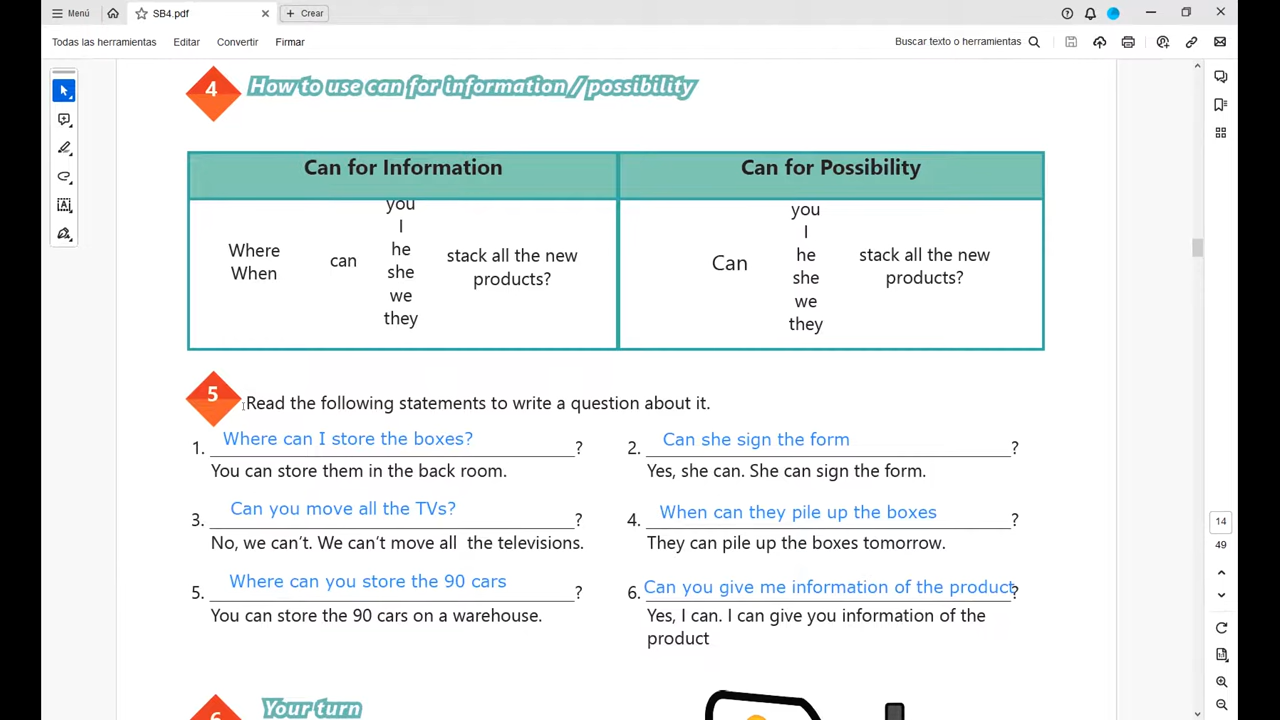 Menú
SB4.pdf
Crear
Todas las herramientas
Editar
Convertir
Firmar
Buscar texto o herramientas
4
How to use can for information / possibility
Can for Information
Can for Possibility
Where
When
can
you
I
he
she
we
they
stack all the new
products?
Can
you
I
he
she
we
they
stack all the new
products?
5
Read the following statements to write a question about it.
1. Where can I store the boxes? ?
You can store them in the back room.
2. Can she sign the form ?
Yes, she can. She can sign the form.
3. Can you move all the TVs? ?
No, we can't. We can't move all the televisions.
4. When can they pile up the boxes ?
They can pile up the boxes tomorrow.
5. Where can you store the 90 cars ?
You can store the 90 cars on a warehouse.
6. Can you give me information of the product ?
Yes, I can. I can give you information of the
product
6
Your turn
14
49